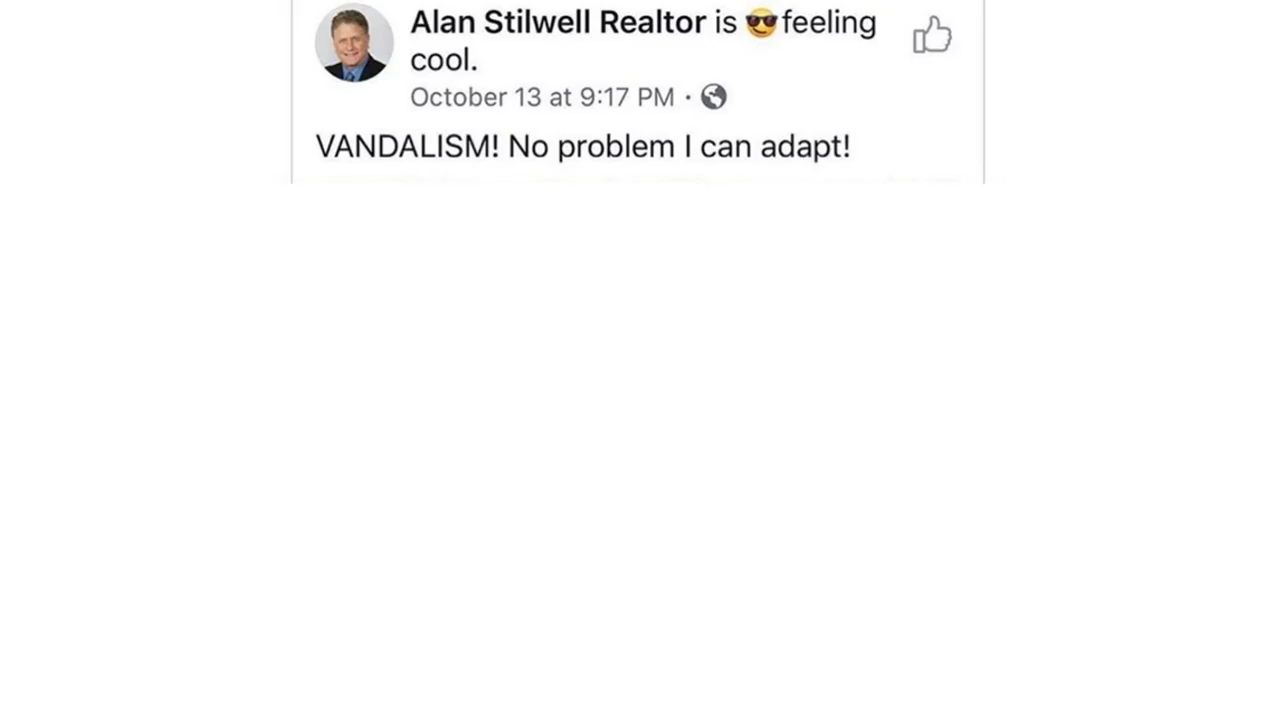 Alan Stilwell Realtor is 😎 feeling
cool.
October 13 at 9:17 PM ·
VANDALISM! No problem I can adapt!